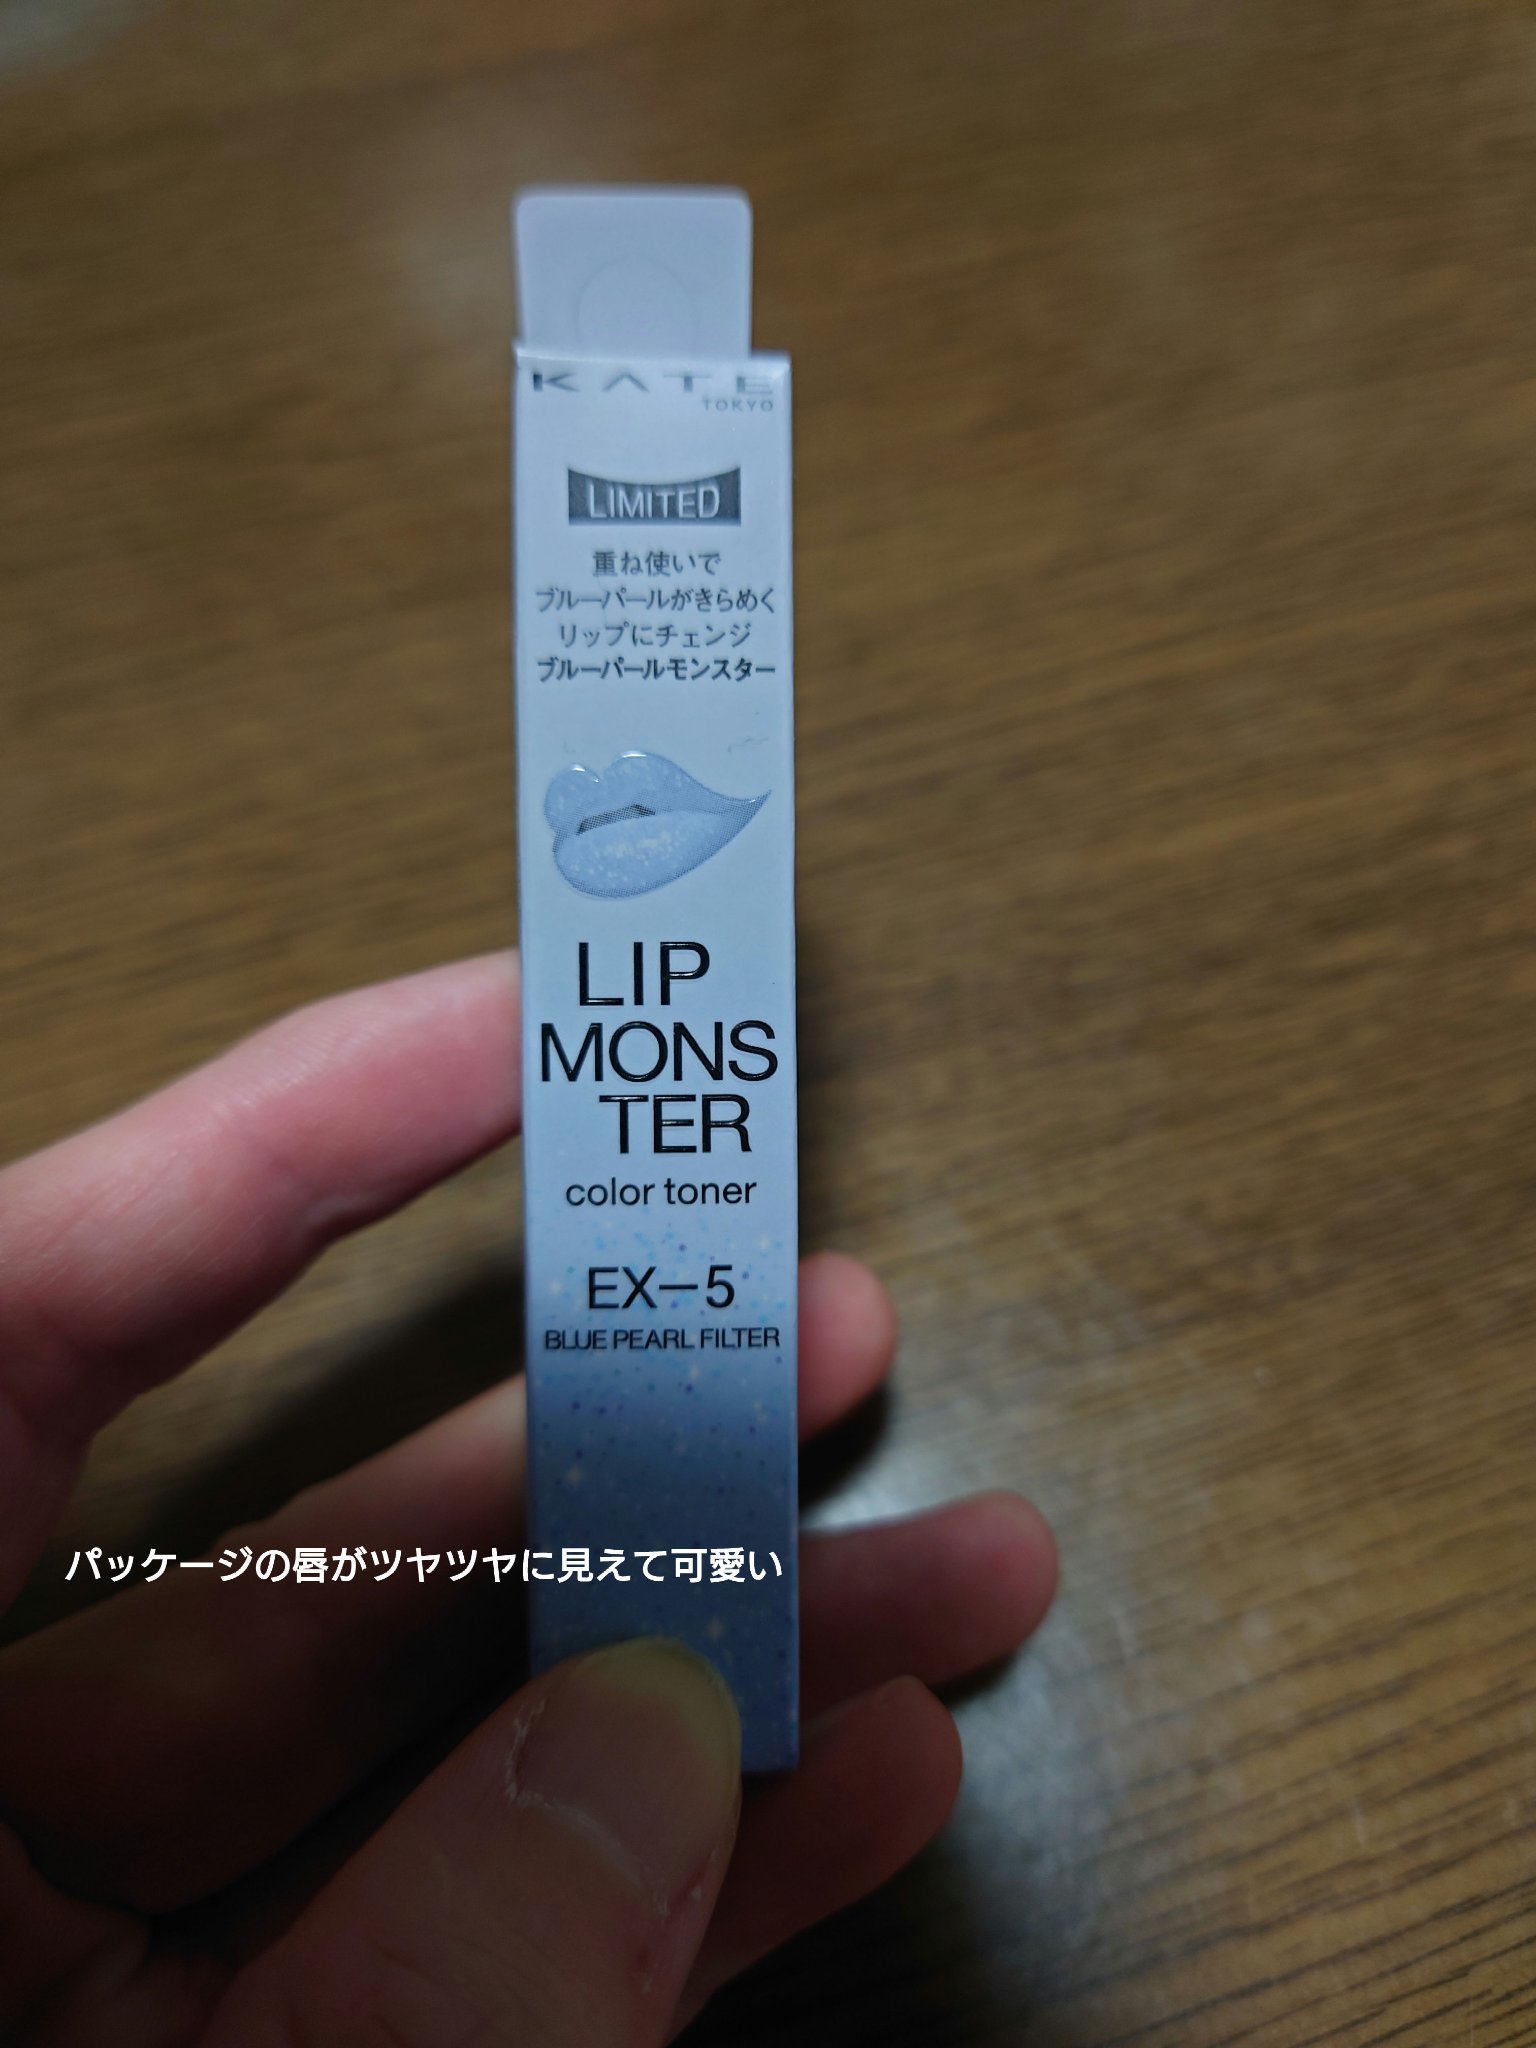 KATE
TOKYO
LIMITED
重ね使いで
ブルーパールがきらめく
リップにチェンジ
ブルーパールモンスター
LIP
MONS
TER
color toner
EX-5
BLUE PEARL FILTER
パッケージの唇がツヤツヤに見えて可愛い